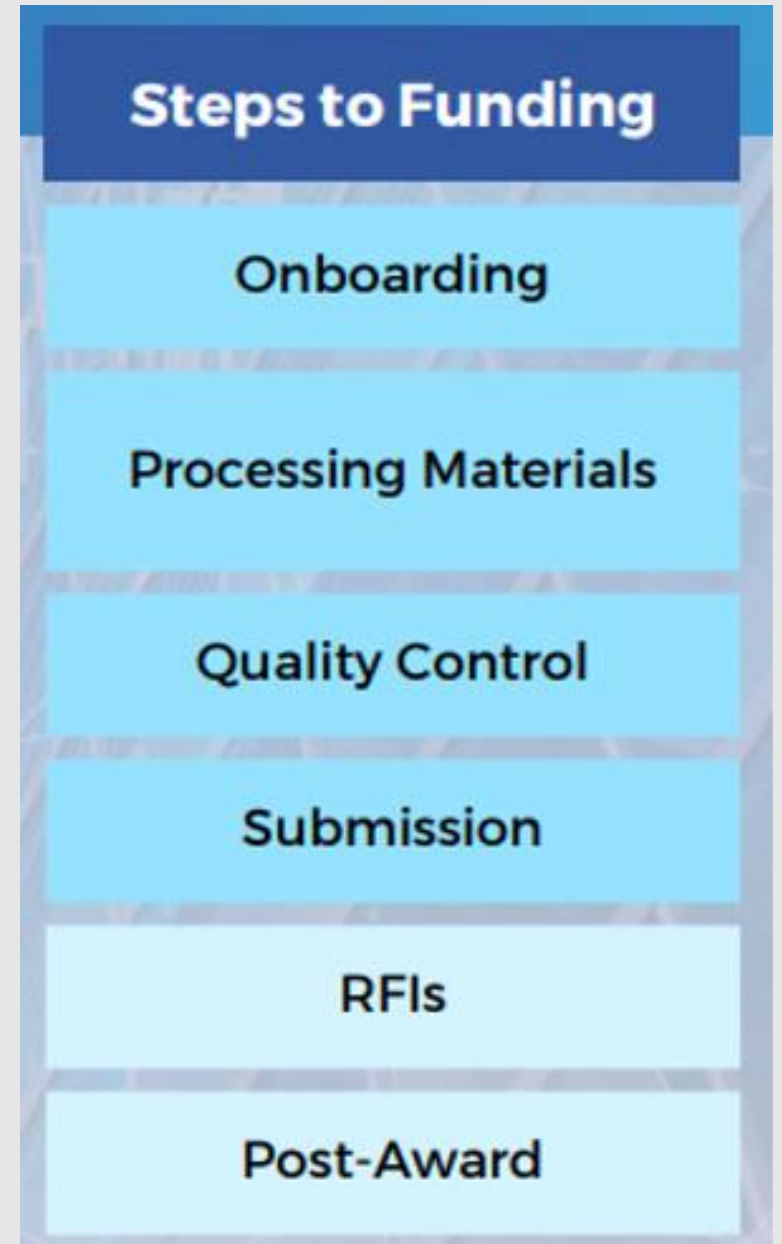 Steps to Funding
Onboarding
Processing Materials
Quality Control
Submission
RFIs
Post-Award